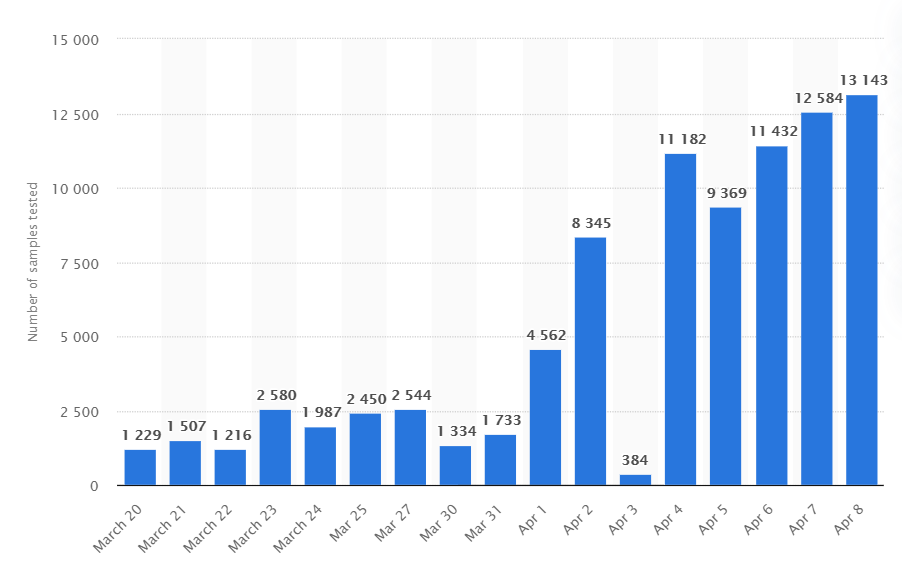 15 000
12 500
10 000
7 500
5 000
2 500
0
Number of samples tested
1 229
1 507
1 216
2 580
1 987
2 450
2 544
1 334
1 733
4 562
8 345
384
11 182
9 369
11 432
12 584
13 143
March 20
March 21
March 22
March 23
March 24
Mar 25
Mar 27
Mar 30
Mar 31
Apr 1
Apr 2
Apr 3
Apr 4
Apr 5
Apr 6
Apr 7
Apr 8